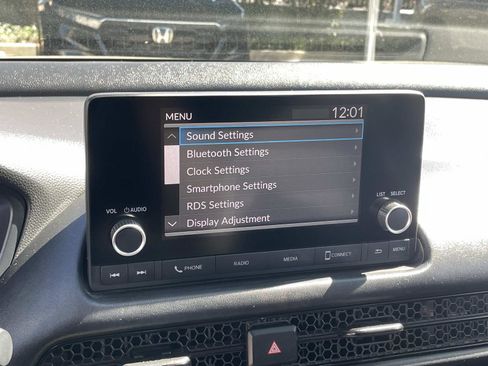 MENU 12:01
Sound Settings
Bluetooth Settings
Clock Settings
Smartphone Settings
RDS Settings
Display Adjustment
VOL AUDIO
LIST SELECT
PHONE RADIO MEDIA CONNECT MENU